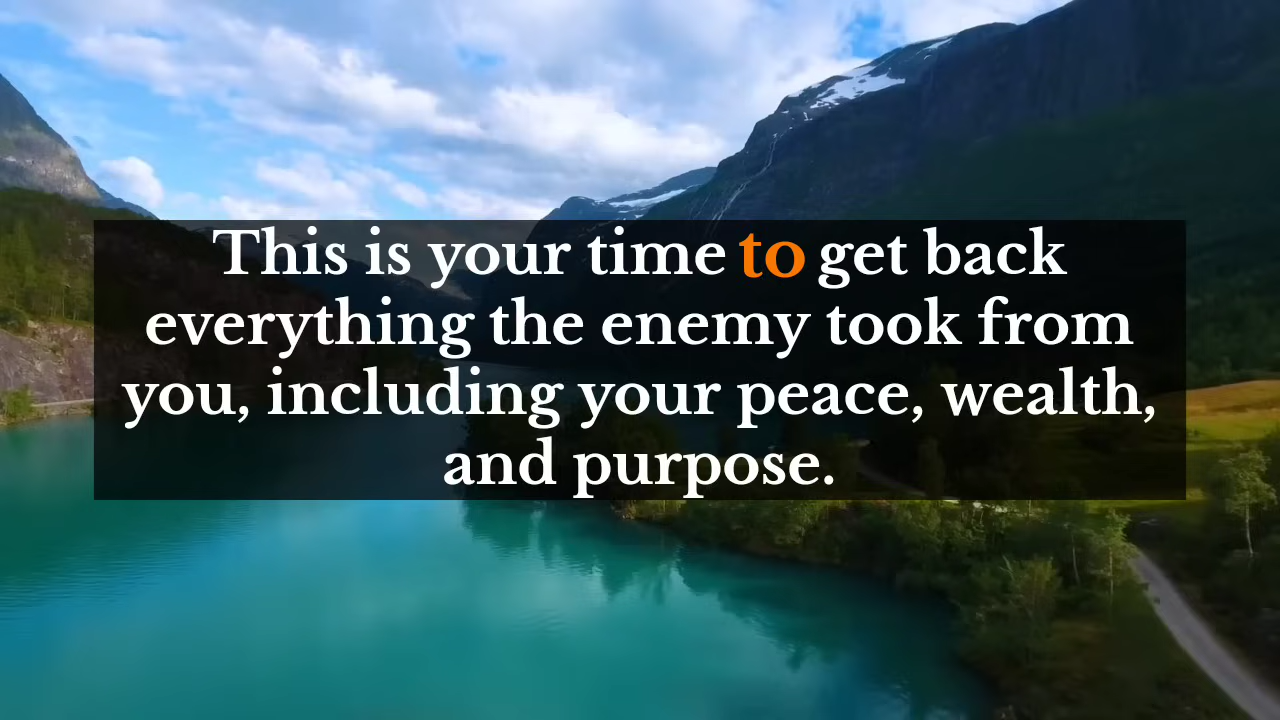 This is your time to get back
everything the enemy took from
you, including your peace, wealth,
and purpose.